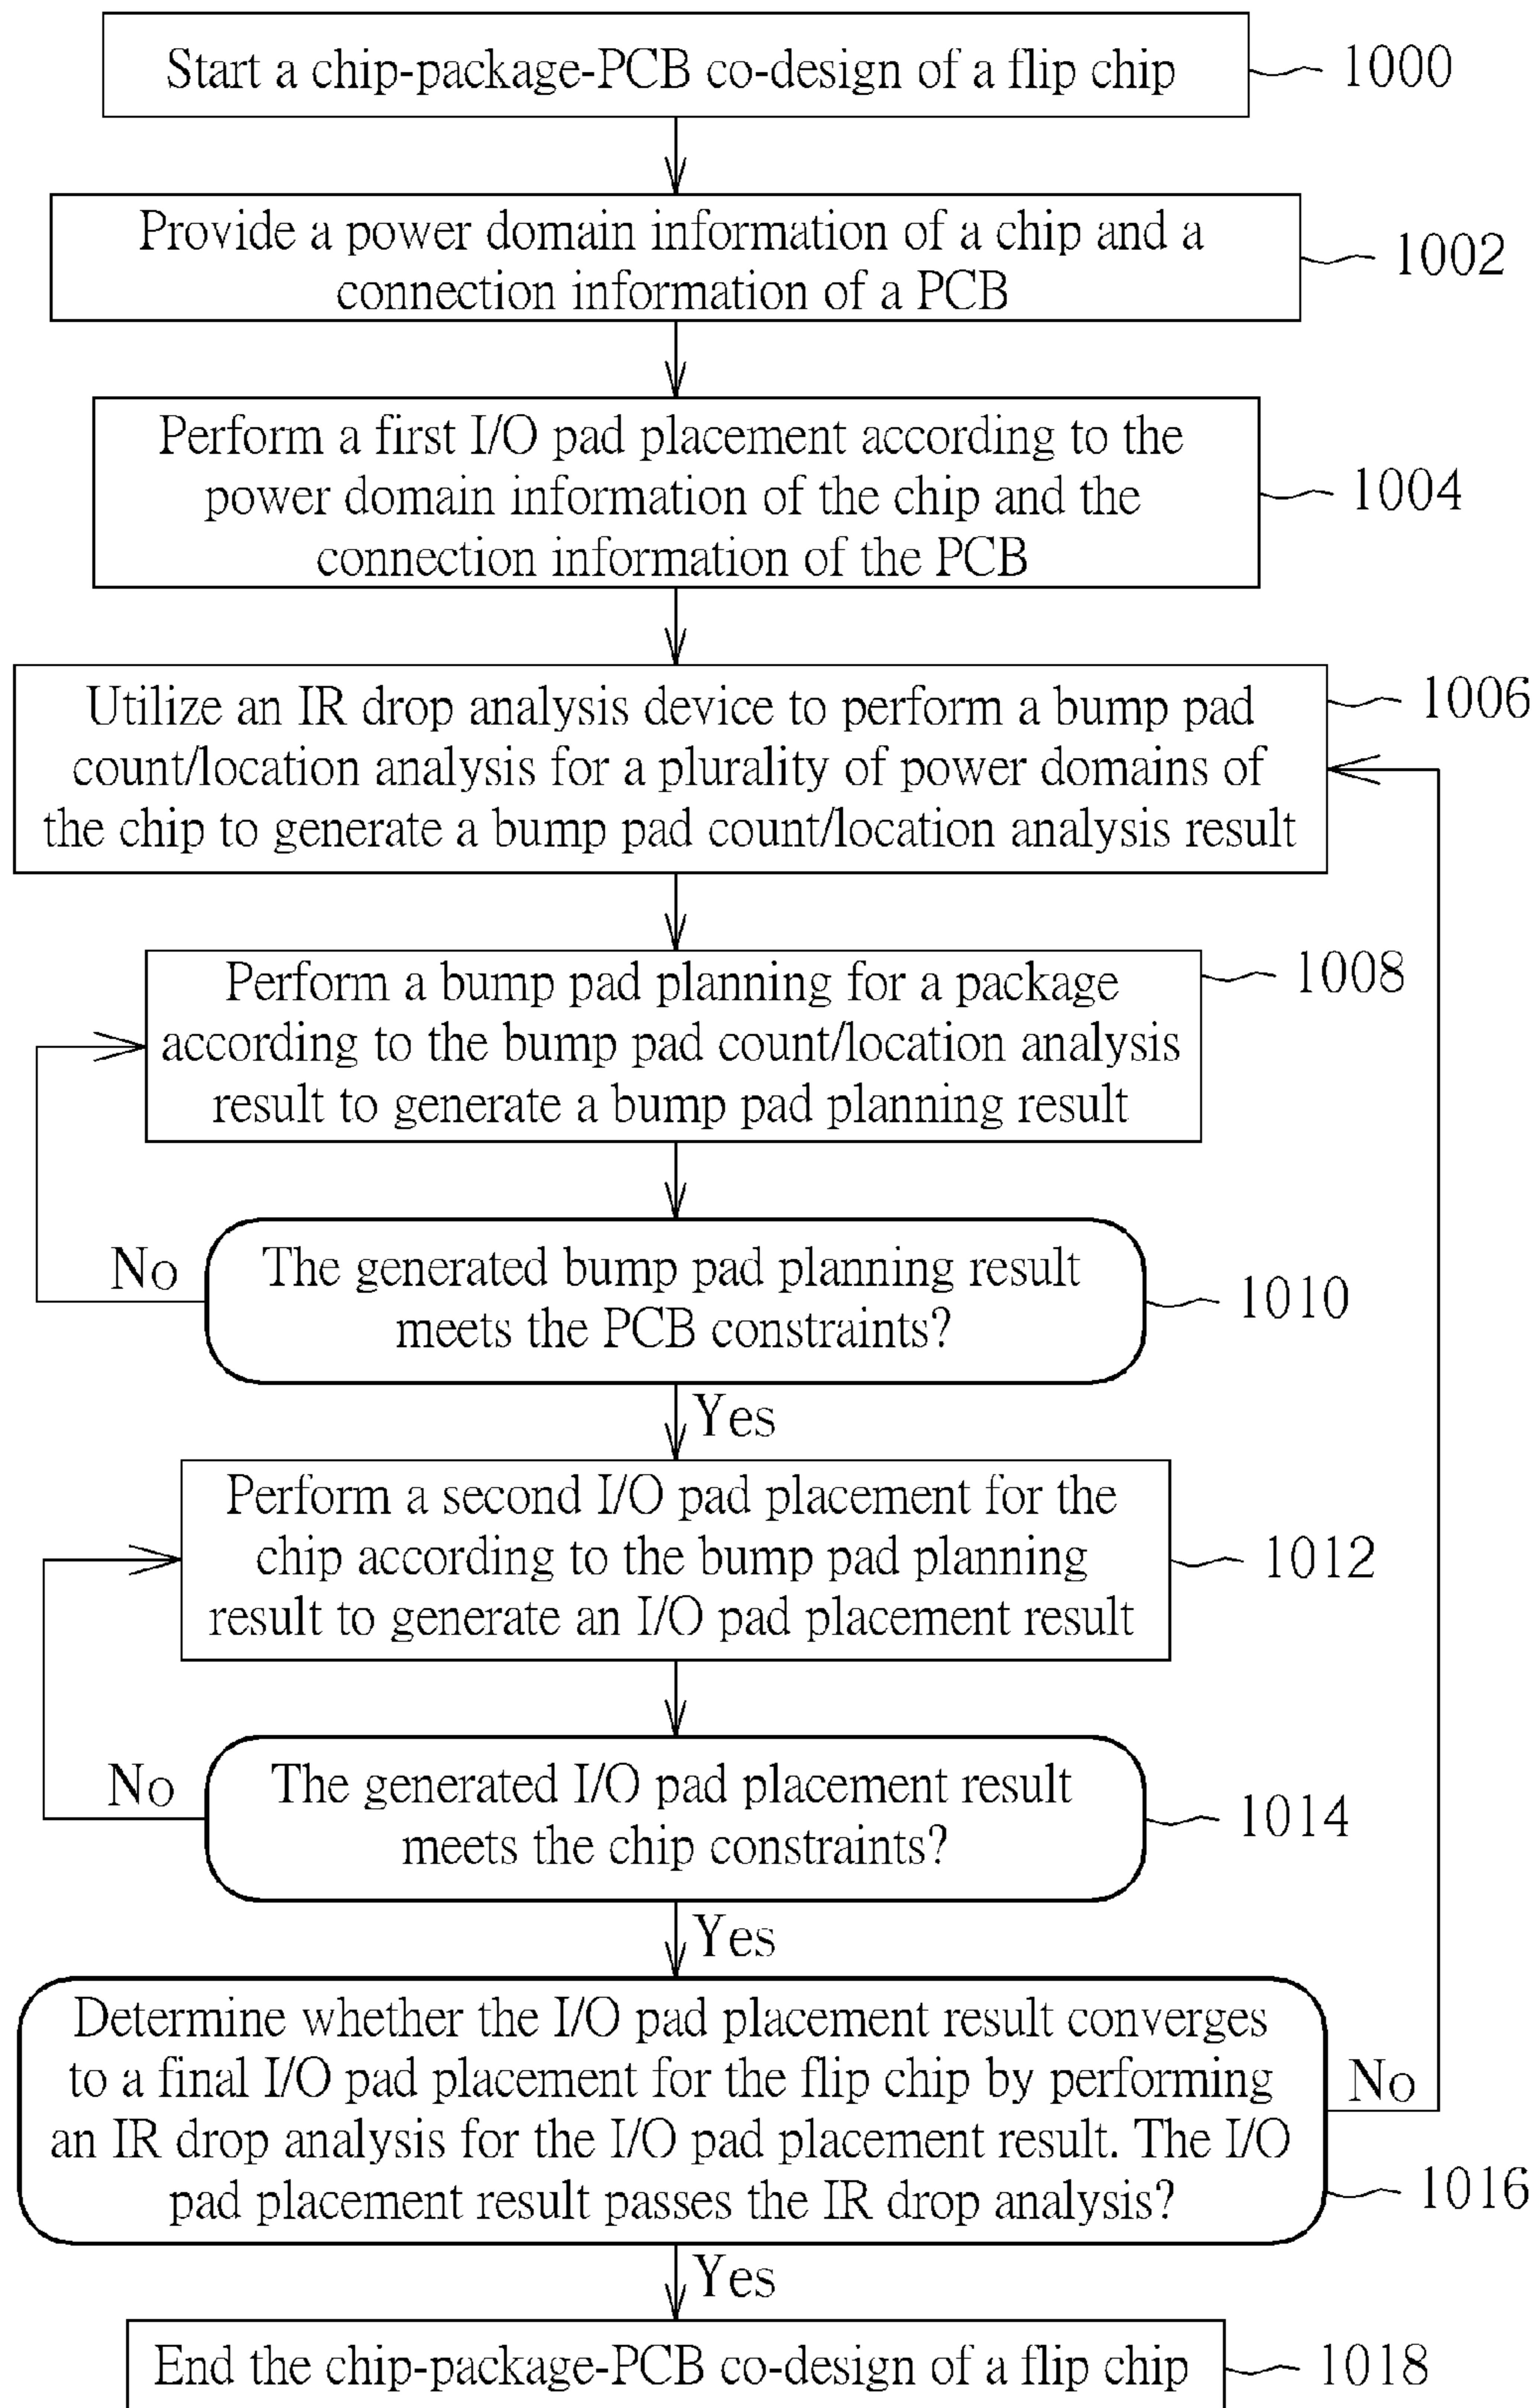 Start a chip-package-PCB co-design of a flip chip
1000
Provide a power domain information of a chip and a
connection information of a PCB
1002
Perform a first I/O pad placement according to the
power domain information of the chip and the
connection information of the PCB
1004
Utilize an IR drop analysis device to perform a bump pad
count/location analysis for a plurality of power domains of
the chip to generate a bump pad count/location analysis result
1006
Perform a bump pad planning for a package
according to the bump pad count/location analysis
result to generate a bump pad planning result
1008
No
The generated bump pad planning result
meets the PCB constraints?
1010
Yes
Perform a second I/O pad placement for the
chip according to the bump pad planning
result to generate an I/O pad placement result
1012
No
The generated I/O pad placement result
meets the chip constraints?
1014
Yes
Determine whether the I/O pad placement result converges
to a final I/O pad placement for the flip chip by performing
an IR drop analysis for the I/O pad placement result. The I/O
pad placement result passes the IR drop analysis?
No
1016
Yes
End the chip-package-PCB co-design of a flip chip
1018